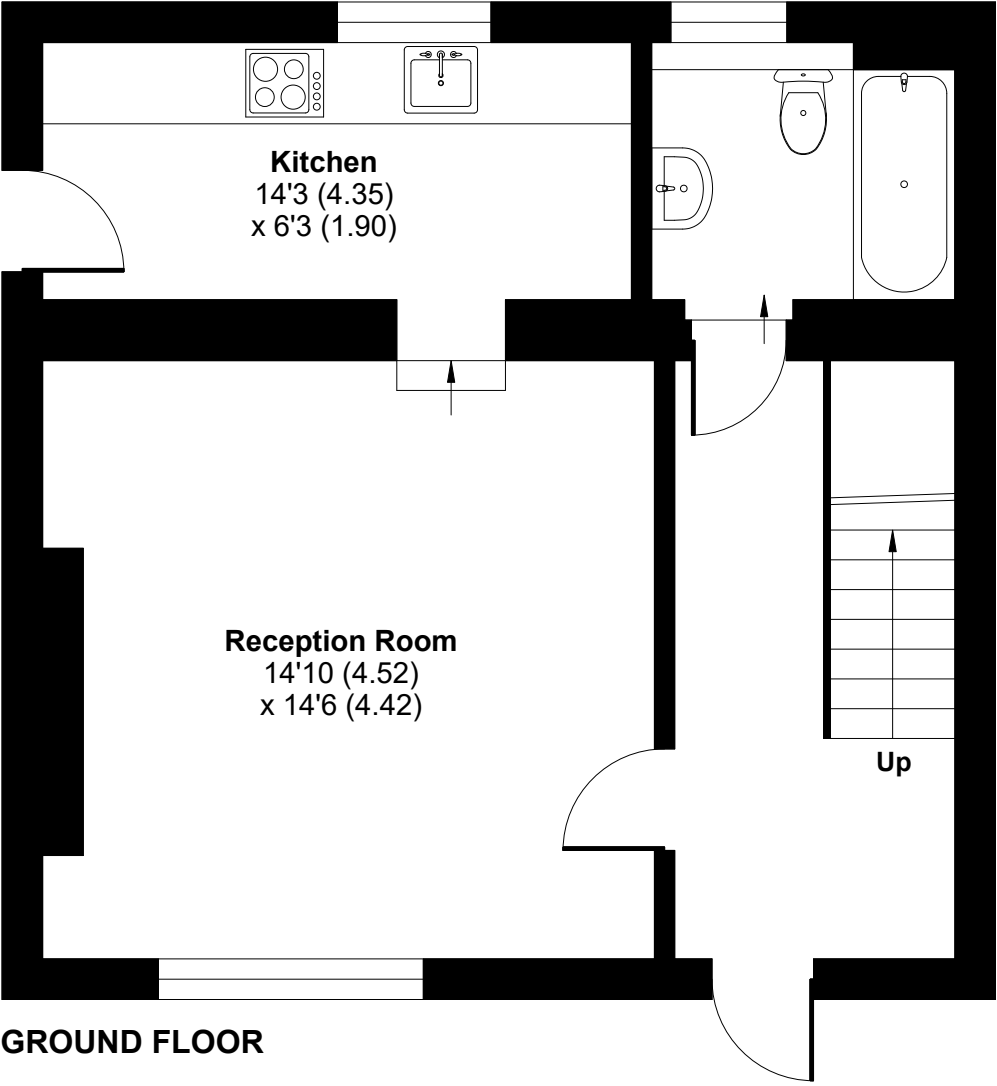 Kitchen
14'3 (4.35)
x 6'3 (1.90)
Reception Room
14'10 (4.52)
x 14'6 (4.42)
Up
GROUND FLOOR